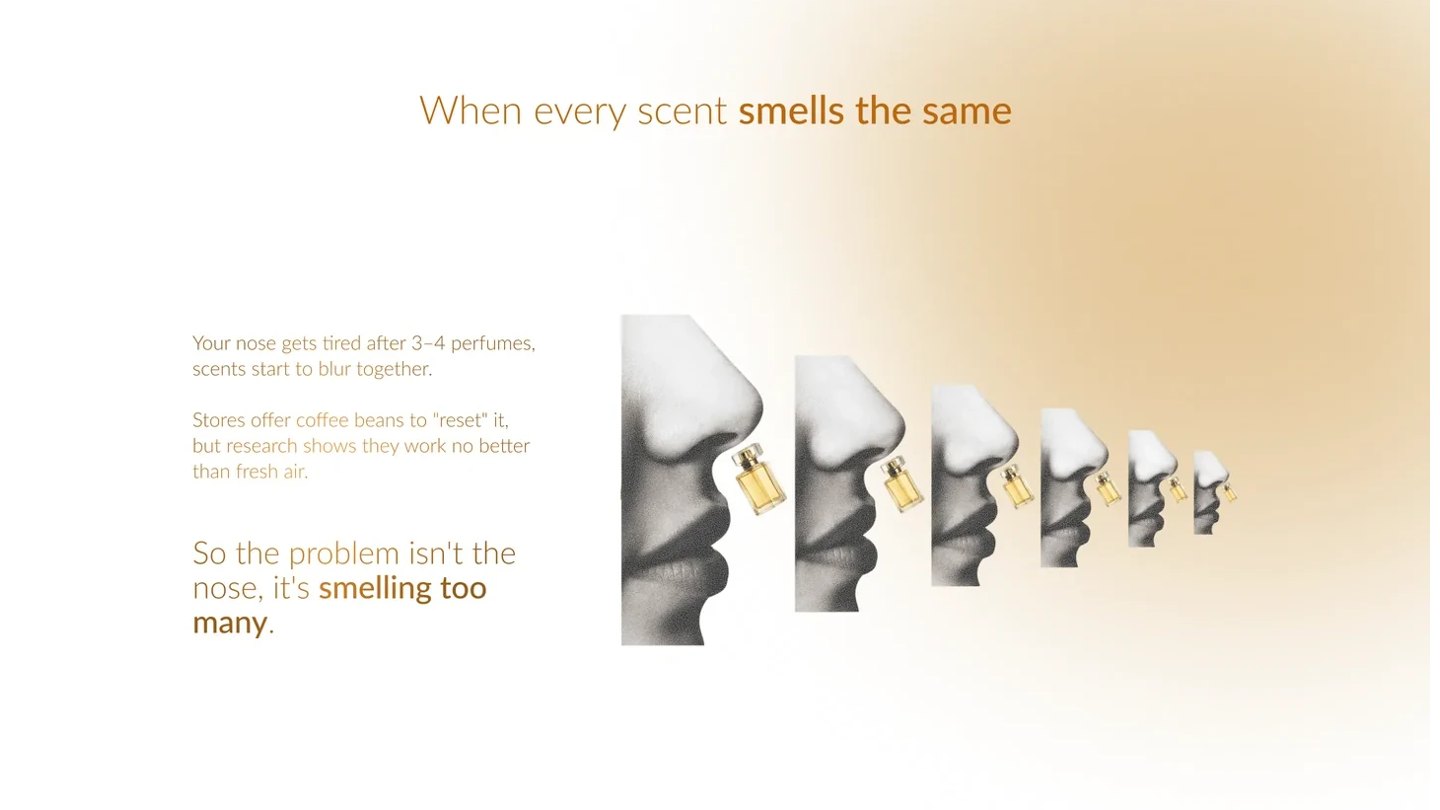 When every scent smells the same
Your nose gets tired after 3–4 perfumes,
scents start to blur together.
Stores offer coffee beans to "reset" it,
but research shows they work no better
than fresh air.
So the problem isn't the
nose, it's smelling too
many.